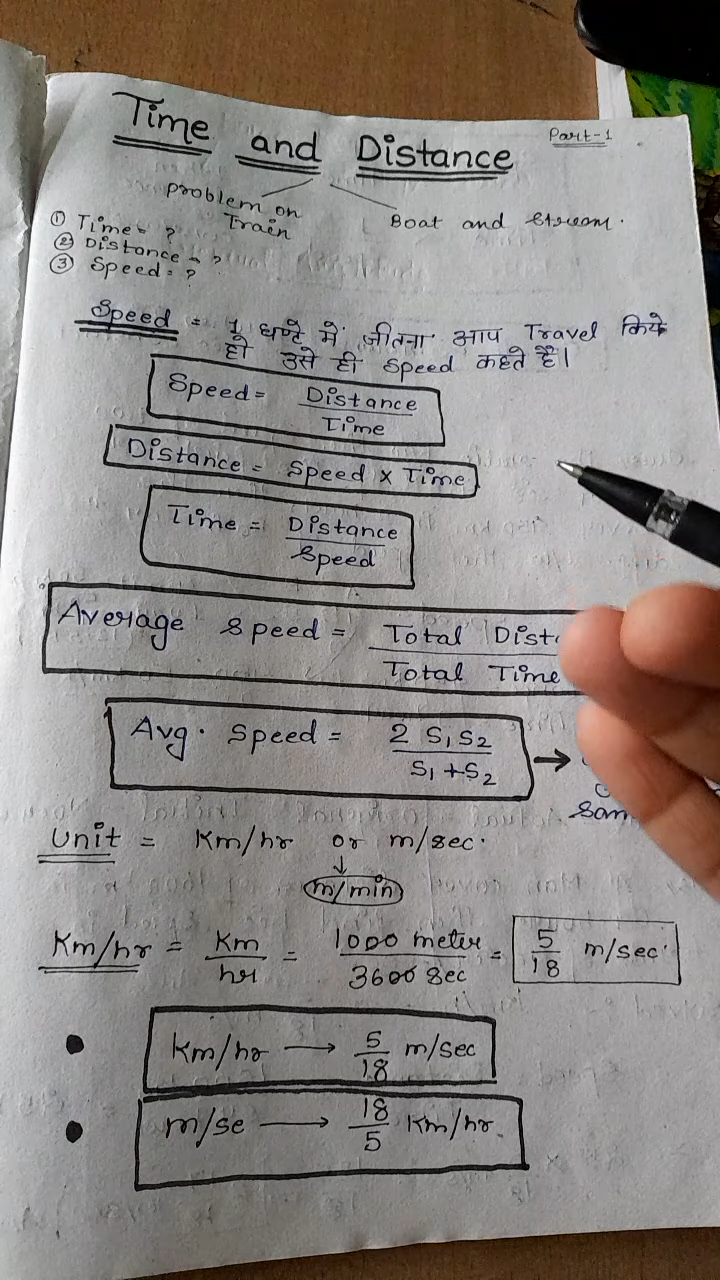 Part-1
Time and Distance
problem on Train
Boat and Stream.
① Time = ?
② Distance = ?
③ Speed = ?
Speed = 1 घण्टे में जीतना आप Travel किये
हो उसे ही Speed कहते हैं।
Speed = Distance / Time
Distance = Speed × Time
Time = Distance / Speed
Average Speed = Total Dist / Total Time
Avg. Speed = 2 S₁S₂ / S₁+S₂ →
Sam
Unit = Km/hr or m/sec.
↓
m/min
Km/hr = Km/hr = 1000 meter / 3600 Sec = 5/18 m/sec.
• Km/hr → 5/18 m/sec
• m/se → 18/5 Km/hr.